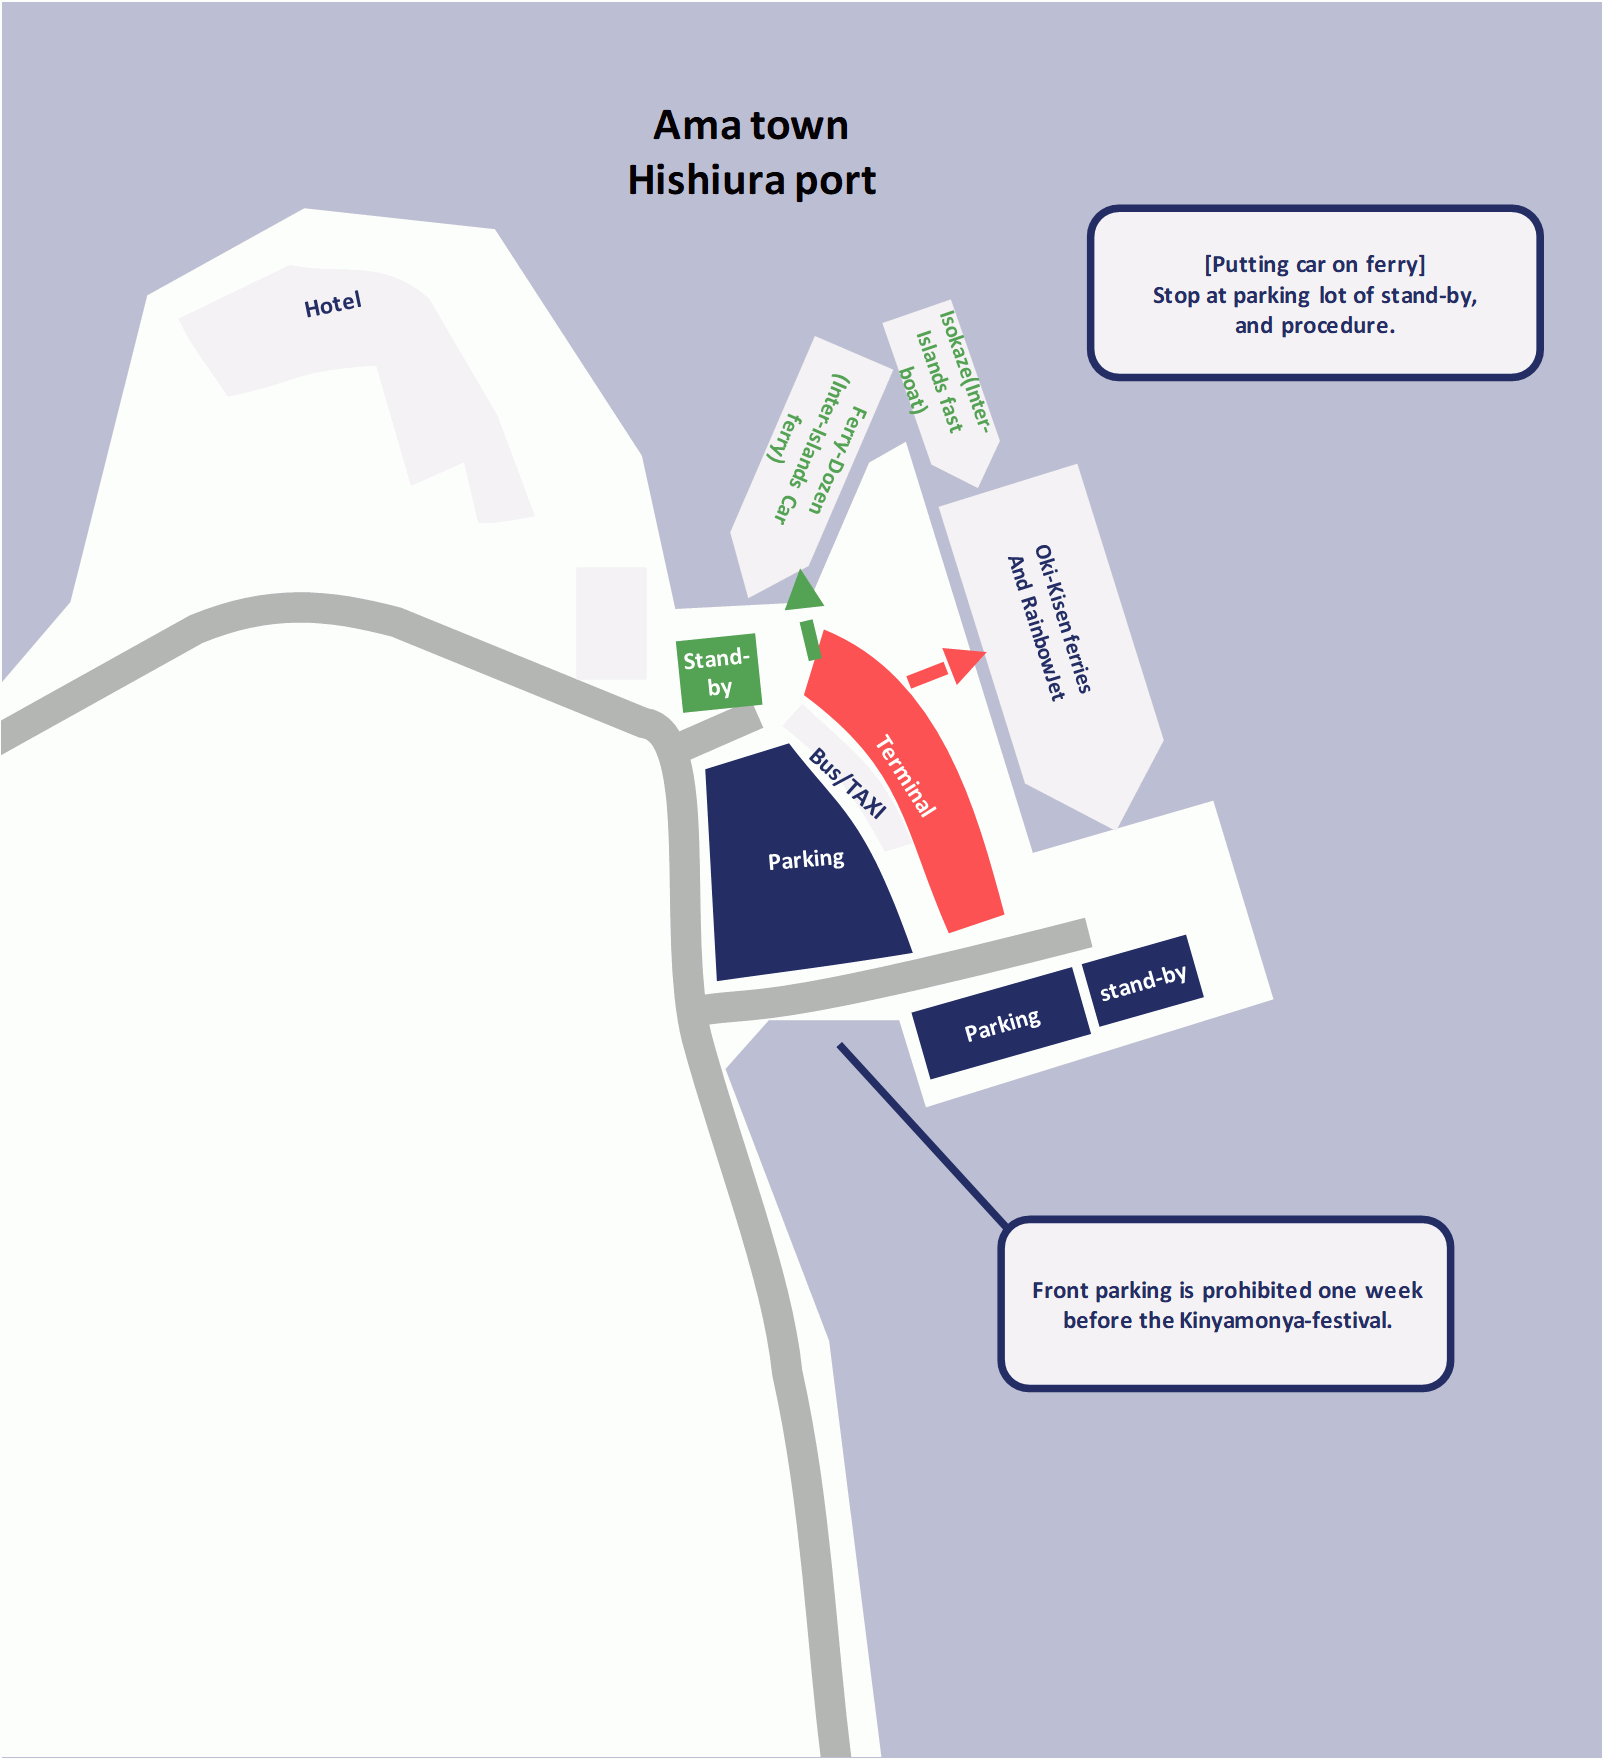 Ama town
Hishiura port
[Putting car on ferry]
Stop at parking lot of stand-by,
and procedure.
Hotel
Isokaze(Inter-
Islands fast
boat)
Ferry-Dozen
(Inter-Islands Car
ferry)
Oki-Kisen ferries
And RainbowJet
Stand-
by
Terminal
Bus/TAXI
Parking
stand-by
Parking
Front parking is prohibited one week
before the Kinyamonya-festival.